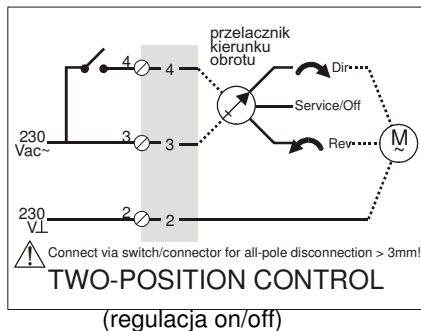 przelacznik
kierunku
obrotu
4 4 Dir
Service/Off
230
Vac~
3 3 Rev M
~
230
V⊥
2 2
Connect via switch/connector for all-pole disconnection > 3mm!
TWO-POSITION CONTROL
(regulacja on/off)